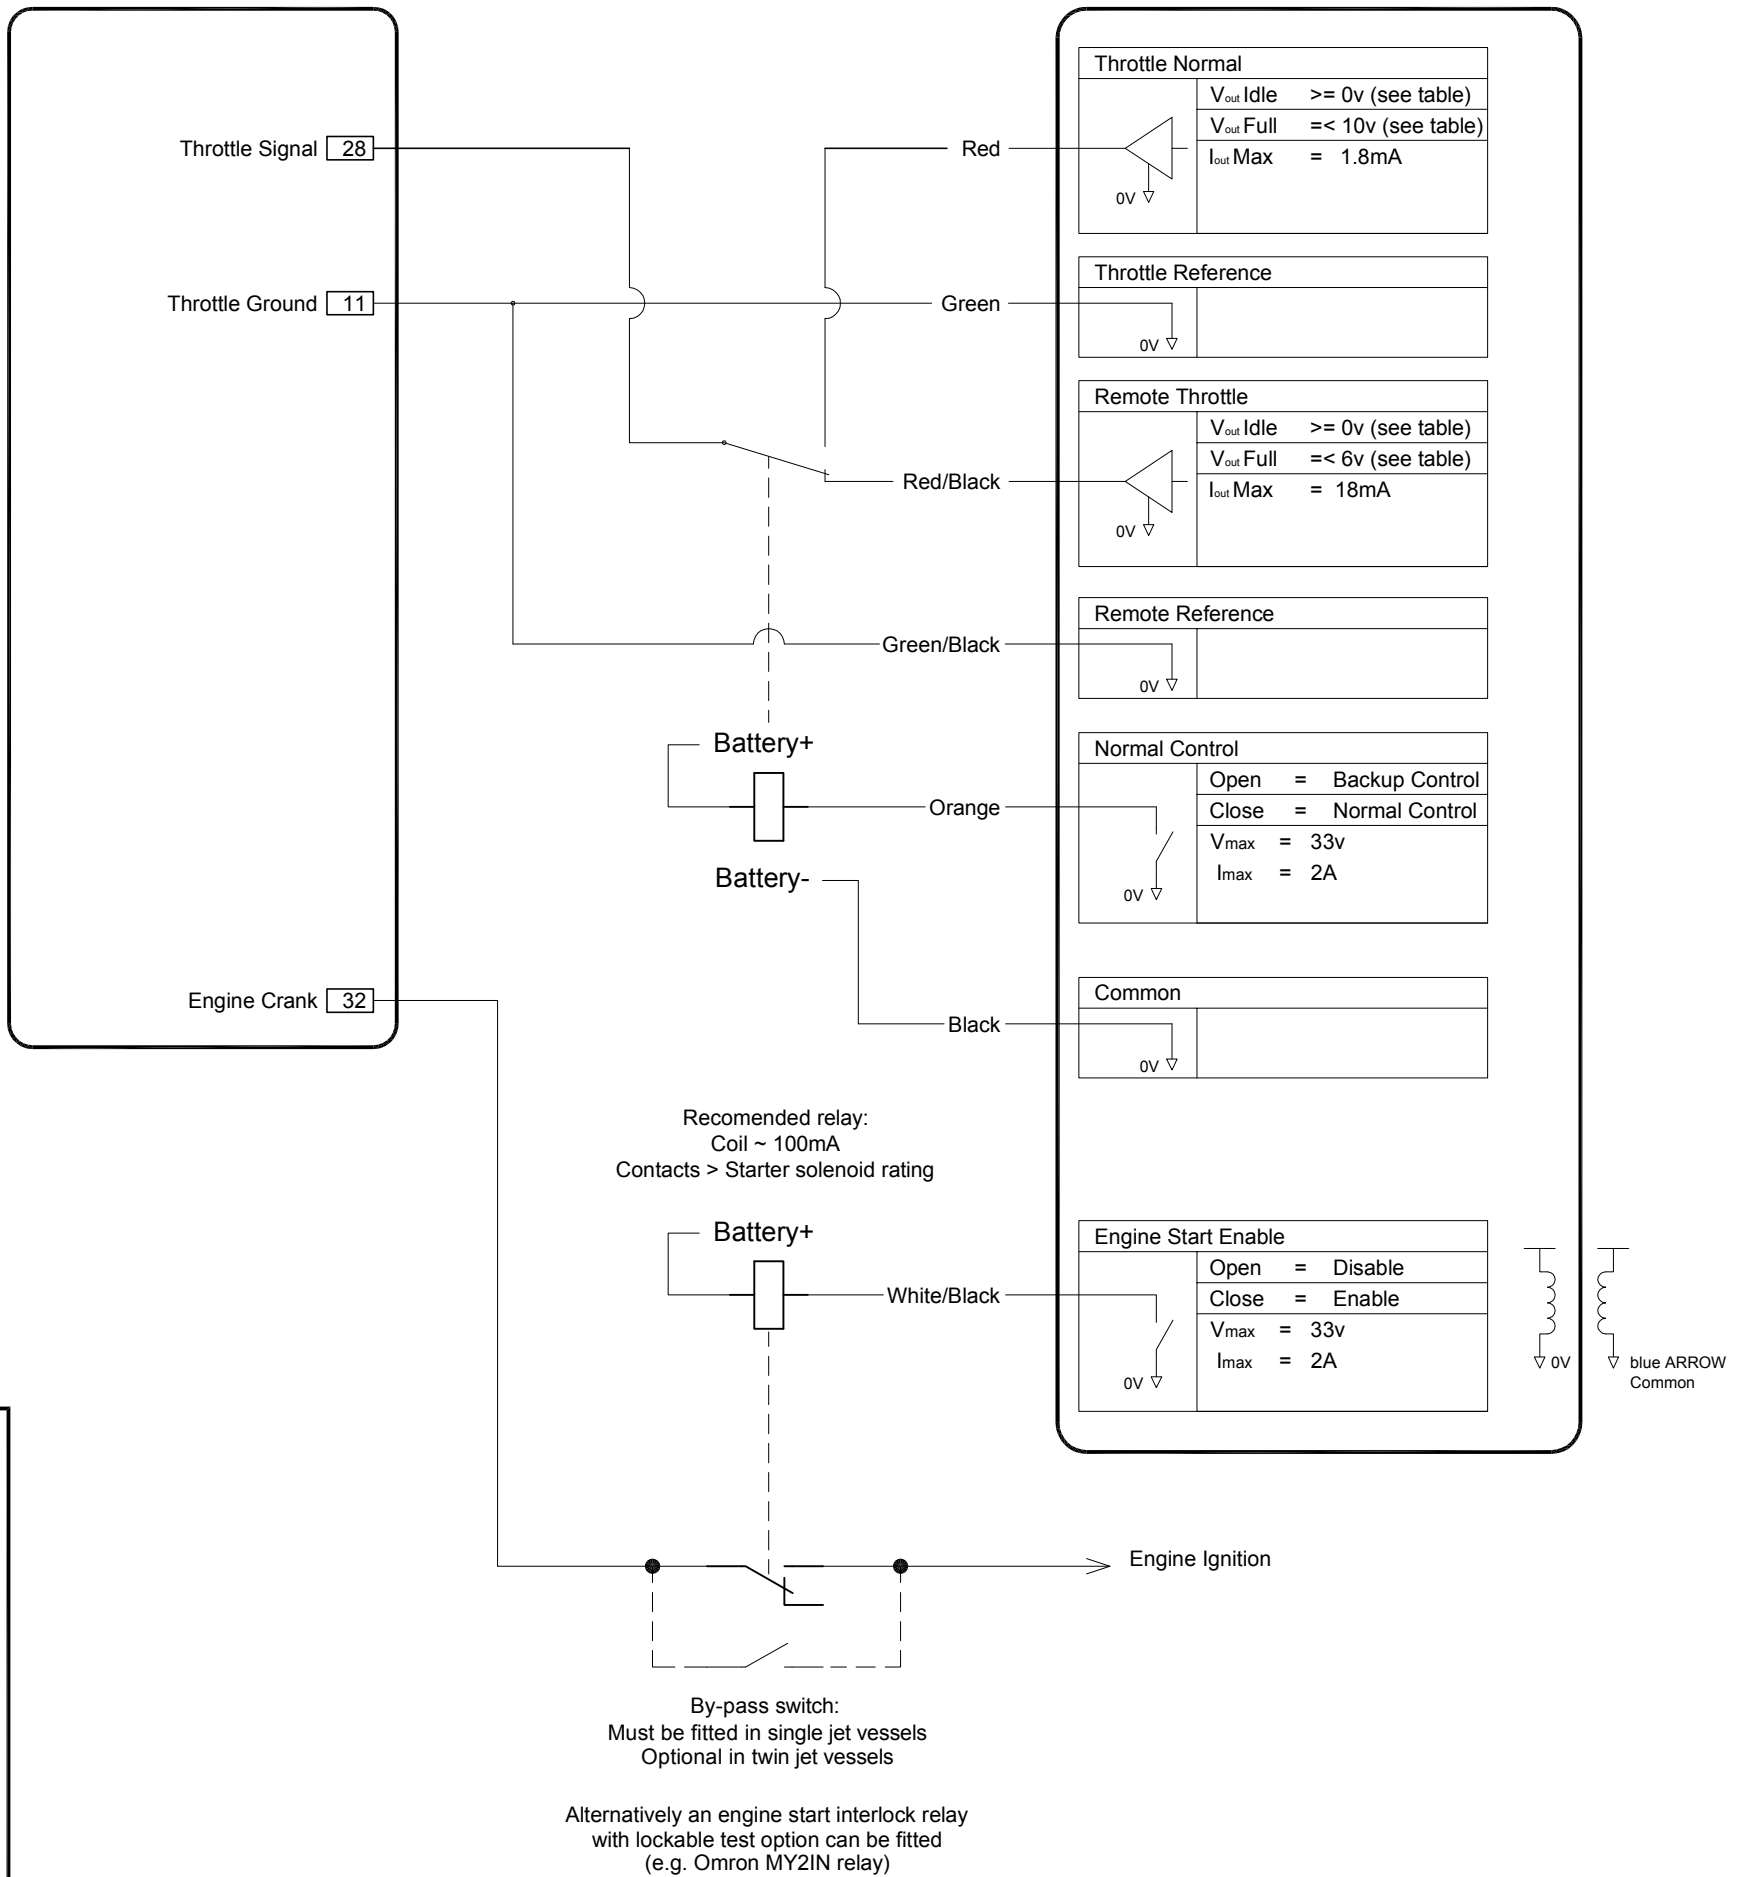 Throttle Signal 28
Throttle Ground 11
Engine Crank 32
Red
Green
Red/Black
Green/Black
Battery+
Orange
Battery-
Black
Recomended relay:
Coil ~ 100mA
Contacts > Starter solenoid rating
Battery+
White/Black
Engine Ignition
By-pass switch:
Must be fitted in single jet vessels
Optional in twin jet vessels
Alternatively an engine start interlock relay
with lockable test option can be fitted
(e.g. Omron MY2IN relay)
Throttle Normal
Vout Idle >= 0v (see table)
Vout Full =< 10v (see table)
Iout Max = 1.8mA
0V
Throttle Reference
0V
Remote Throttle
Vout Idle >= 0v (see table)
Vout Full =< 6v (see table)
Iout Max = 18mA
0V
Remote Reference
0V
Normal Control
Open = Backup Control
Close = Normal Control
Vmax = 33v
Imax = 2A
0V
Common
0V
Engine Start Enable
Open = Disable
Close = Enable
Vmax = 33v
Imax = 2A
0V
0V
blue ARROW
Common